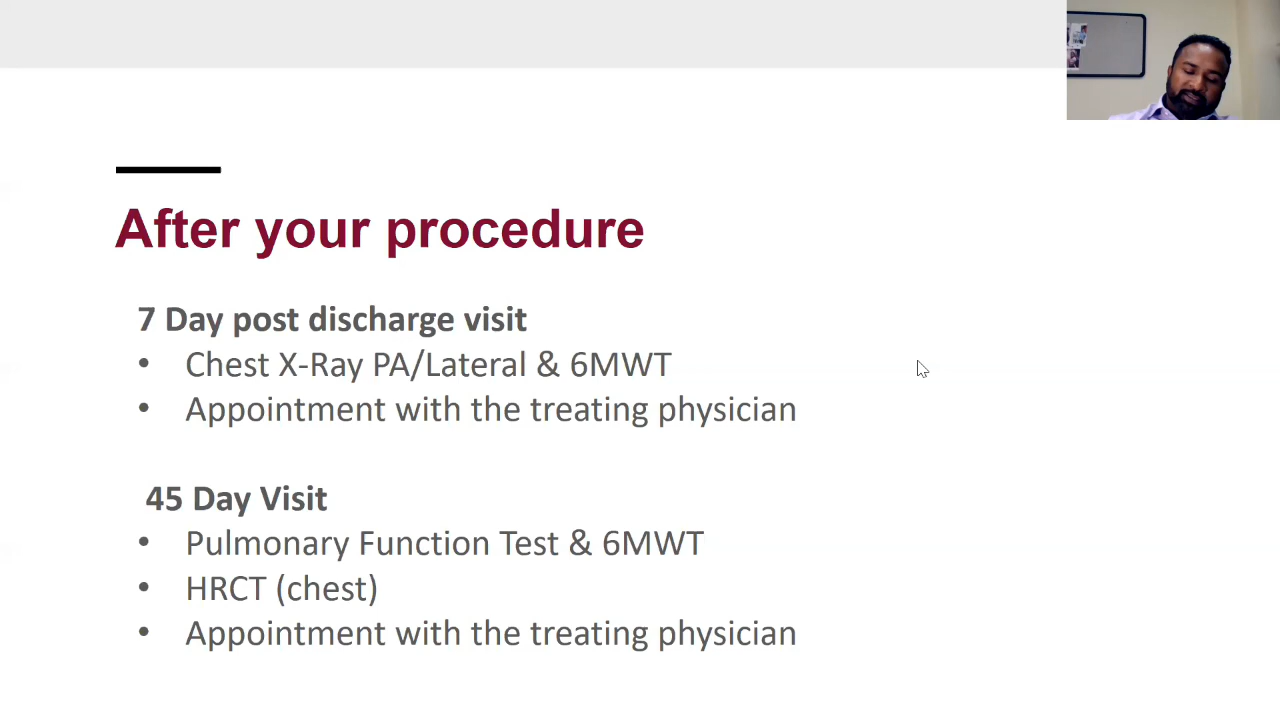 After your procedure
7 Day post discharge visit
• Chest X-Ray PA/Lateral & 6MWT
• Appointment with the treating physician
45 Day Visit
• Pulmonary Function Test & 6MWT
• HRCT (chest)
• Appointment with the treating physician